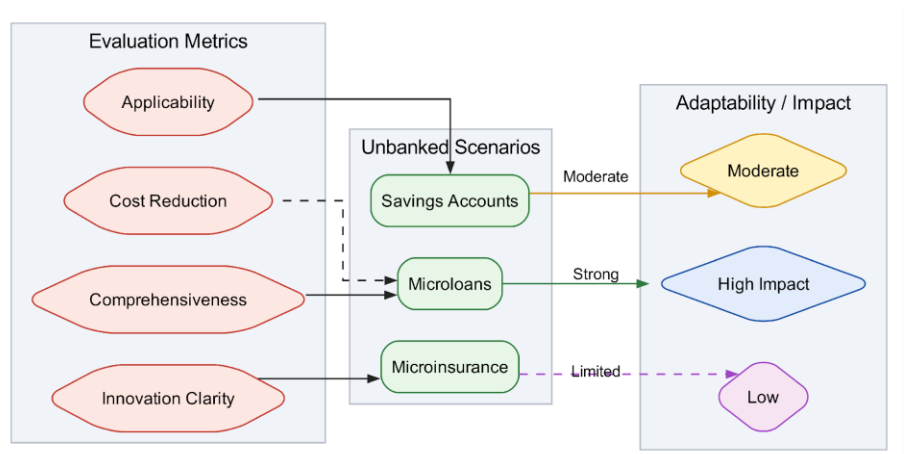 Evaluation Metrics
Applicability
Cost Reduction
Comprehensiveness
Innovation Clarity
Unbanked Scenarios
Savings Accounts
Microloans
Microinsurance
Moderate
Strong
Limited
Adaptability / Impact
Moderate
High Impact
Low